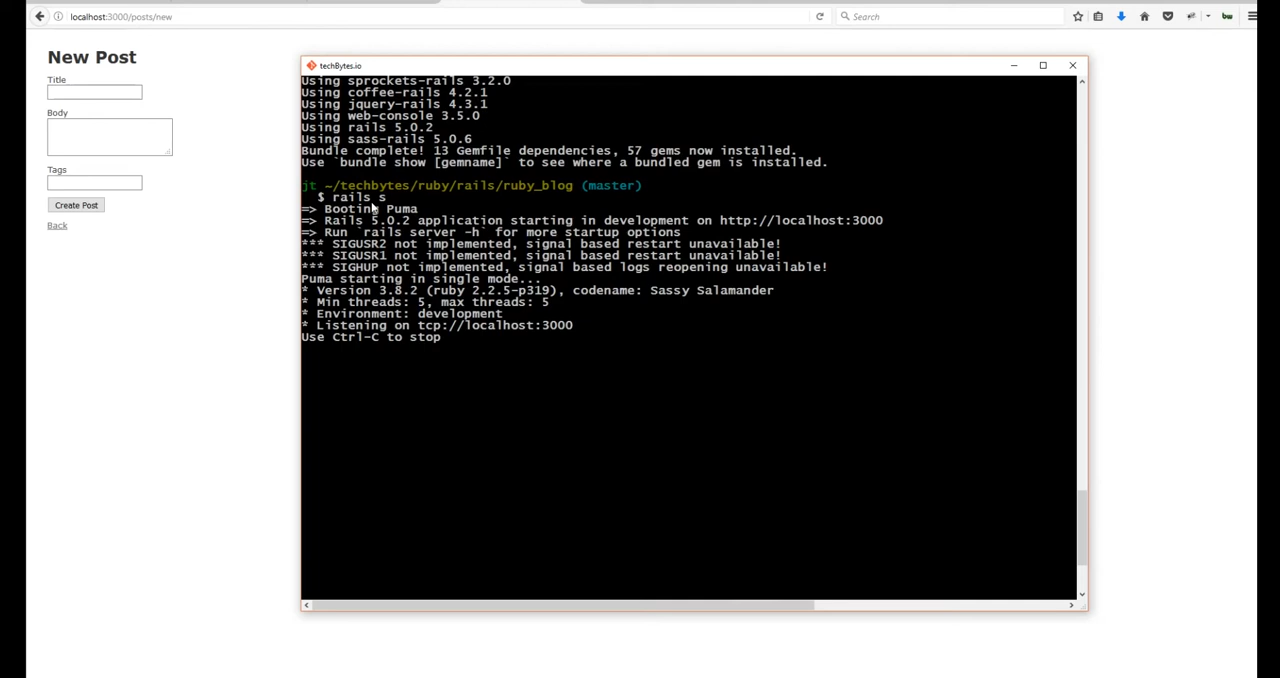 localhost:3000/posts/new
Search
New Post
Title
Body
Tags
Create Post
Back
techBytes.io
Using sprockets-rails 3.2.0
Using coffee-rails 4.2.1
Using jquery-rails 4.3.1
Using web-console 3.5.0
Using rails 5.0.2
Using sass-rails 5.0.6
Bundle complete! 13 Gemfile dependencies, 57 gems now installed.
Use `bundle show [gemname]` to see where a bundled gem is installed.
jt ~/techbytes/ruby/rails/ruby_blog (master)
$ rails s
=> Booting Puma
=> Rails 5.0.2 application starting in development on http://localhost:3000
=> Run `rails server -h` for more startup options
*** SIGUSR2 not implemented, signal based restart unavailable!
*** SIGUSR1 not implemented, signal based restart unavailable!
*** SIGHUP not implemented, signal based logs reopening unavailable!
Puma starting in single mode...
* Version 3.8.2 (ruby 2.2.5-p319), codename: Sassy Salamander
* Min threads: 5, max threads: 5
* Environment: development
* Listening on tcp://localhost:3000
Use Ctrl-C to stop